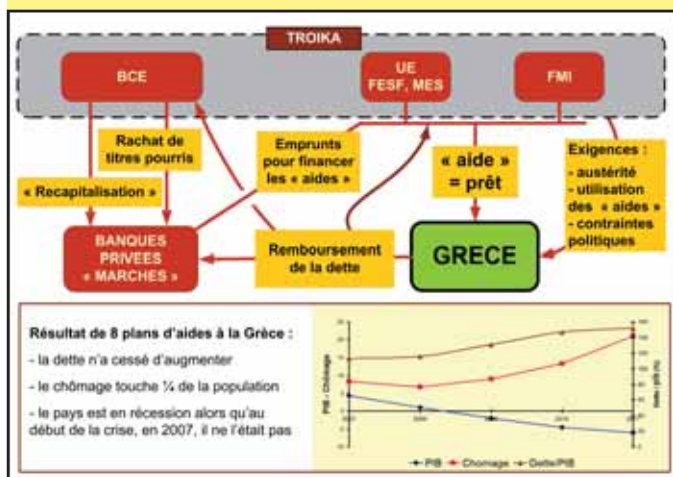 TROIKA
BCE
UE
FESF, MES
FMI
Rachat de
titres pourris
« Recapitalisation »
Emprunts
pour financer
les « aides »
« aide »
= prêt
Exigences :
- austérité
- utilisation
des « aides »
- contraintes
politiques
BANQUES
PRIVEES
« MARCHES »
Remboursement
de la dette
GRECE
Résultat de 8 plans d'aides à la Grèce :
- la dette n'a cessé d'augmenter
- le chômage touche ¼ de la population
- le pays est en récession alors qu'au
début de la crise, en 2007, il ne l'était pas
PIB - Chômage
PIB
Chomage
Dette/PIB